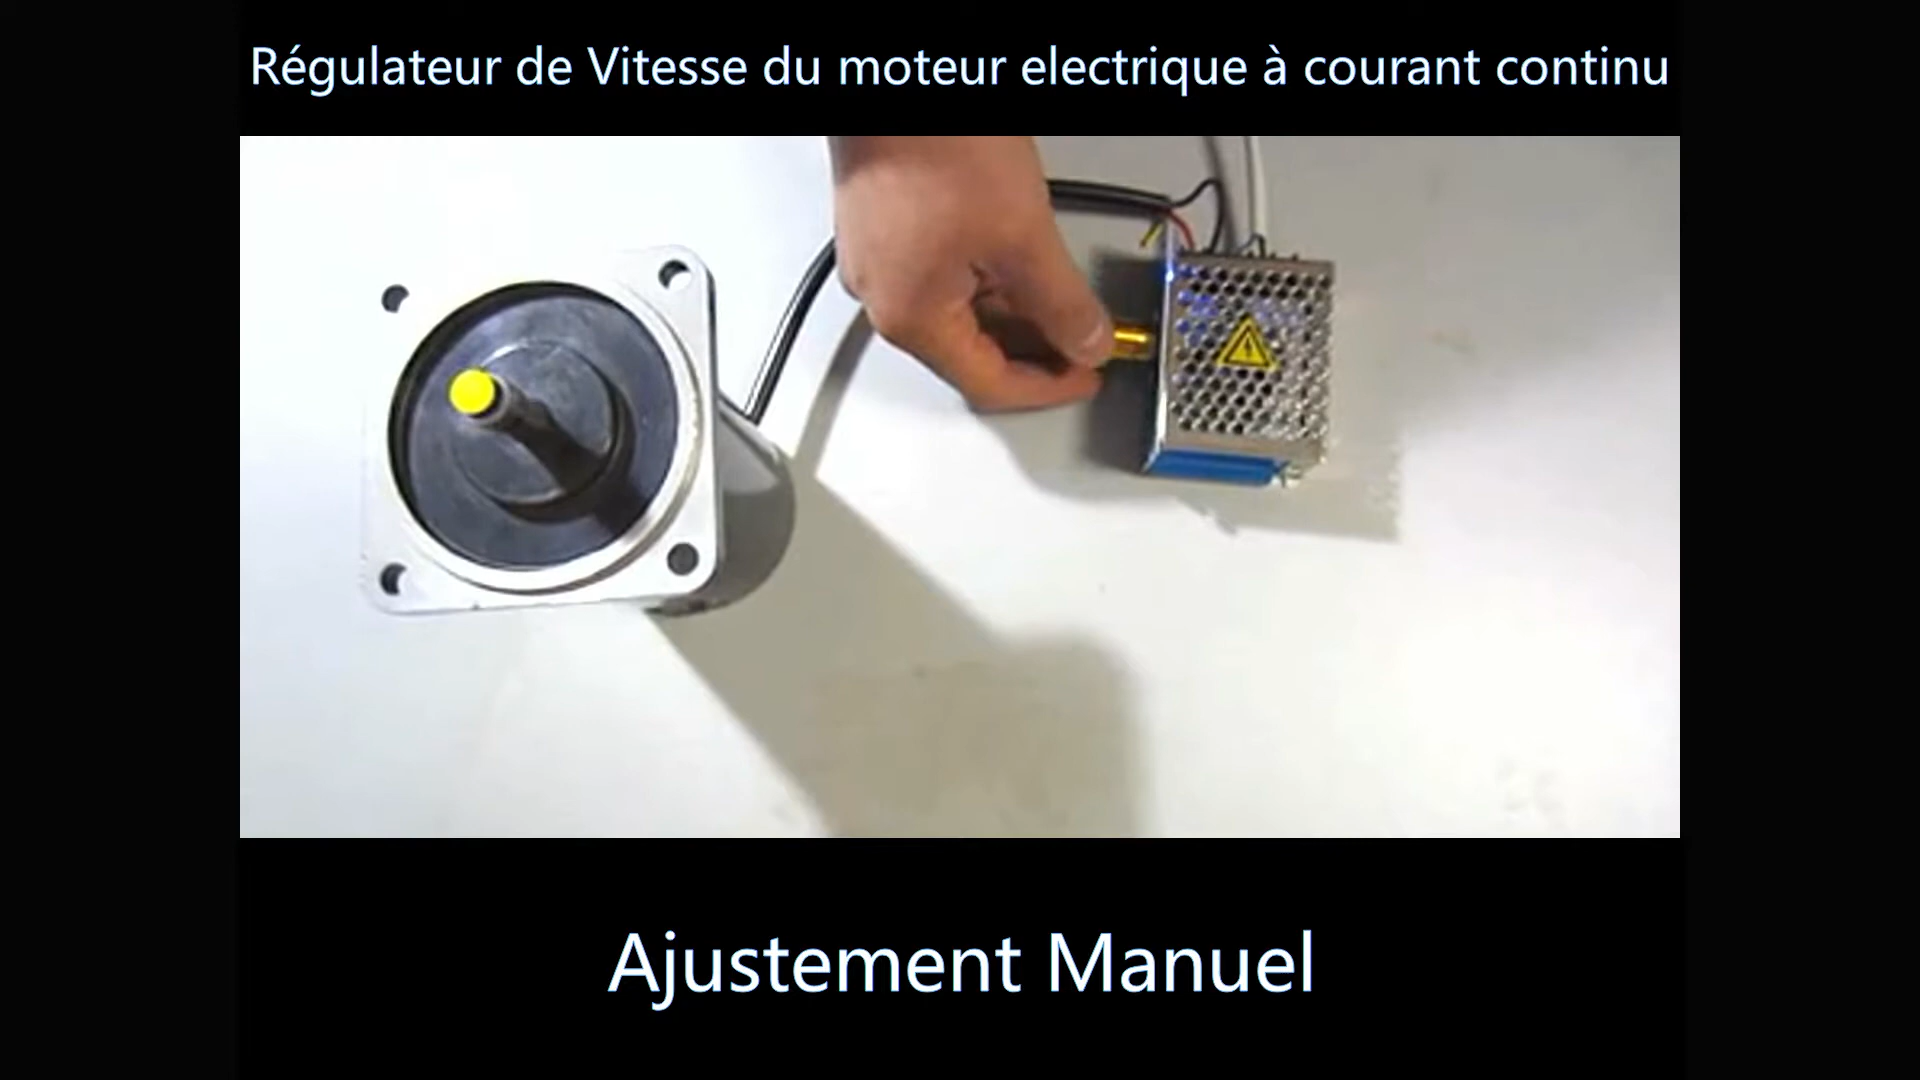 Régulateur de Vitesse du moteur electrique à courant continu
Ajustement Manuel